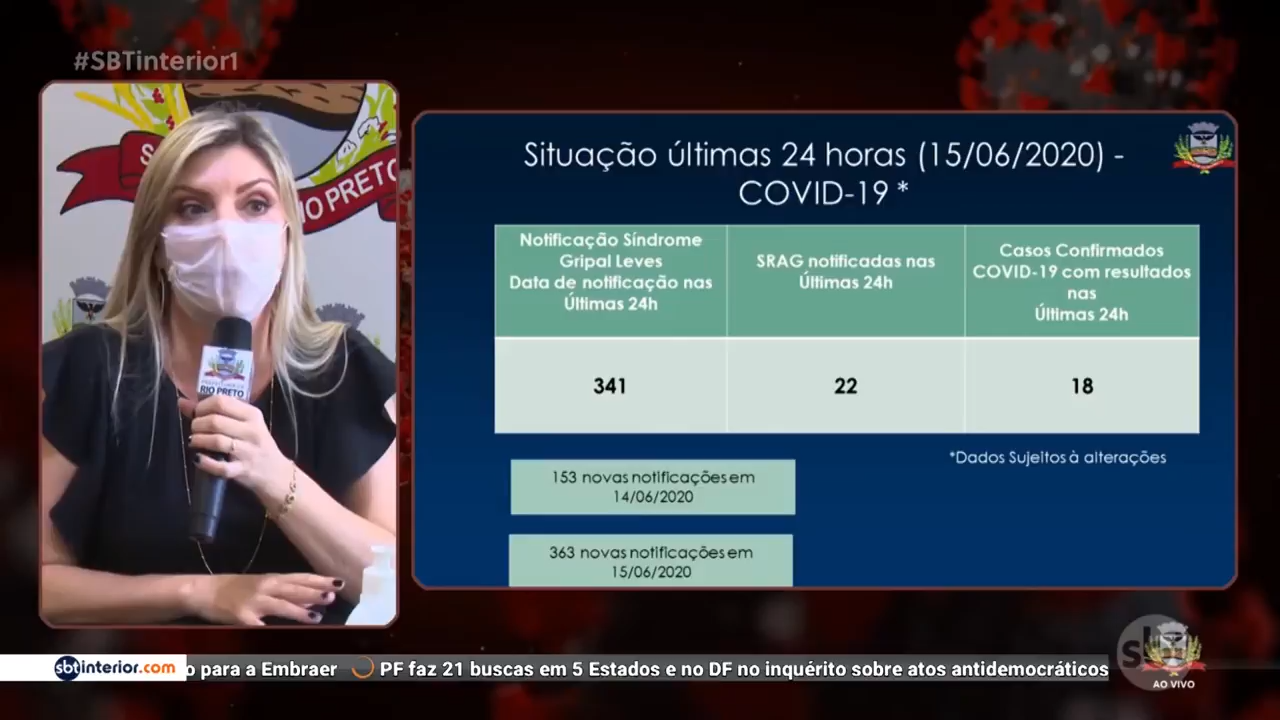 #SBTinterior1
RIO PRETO
RIO PRETO
Situação últimas 24 horas (15/06/2020) -
COVID-19 *
Notificação Síndrome
Gripal Leves
Data de notificação nas
Últimas 24h
SRAG notificadas nas
Últimas 24h
Casos Confirmados
COVID-19 com resultados
nas
Últimas 24h
341
22
18
*Dados Sujeitos à alterações
153 novas notificações em
14/06/2020
363 novas notificações em
15/06/2020
sbtinterior.com
o para a Embraer
PF faz 21 buscas em 5 Estados e no DF no inquérito sobre atos antidemocráticos
AO VIVO